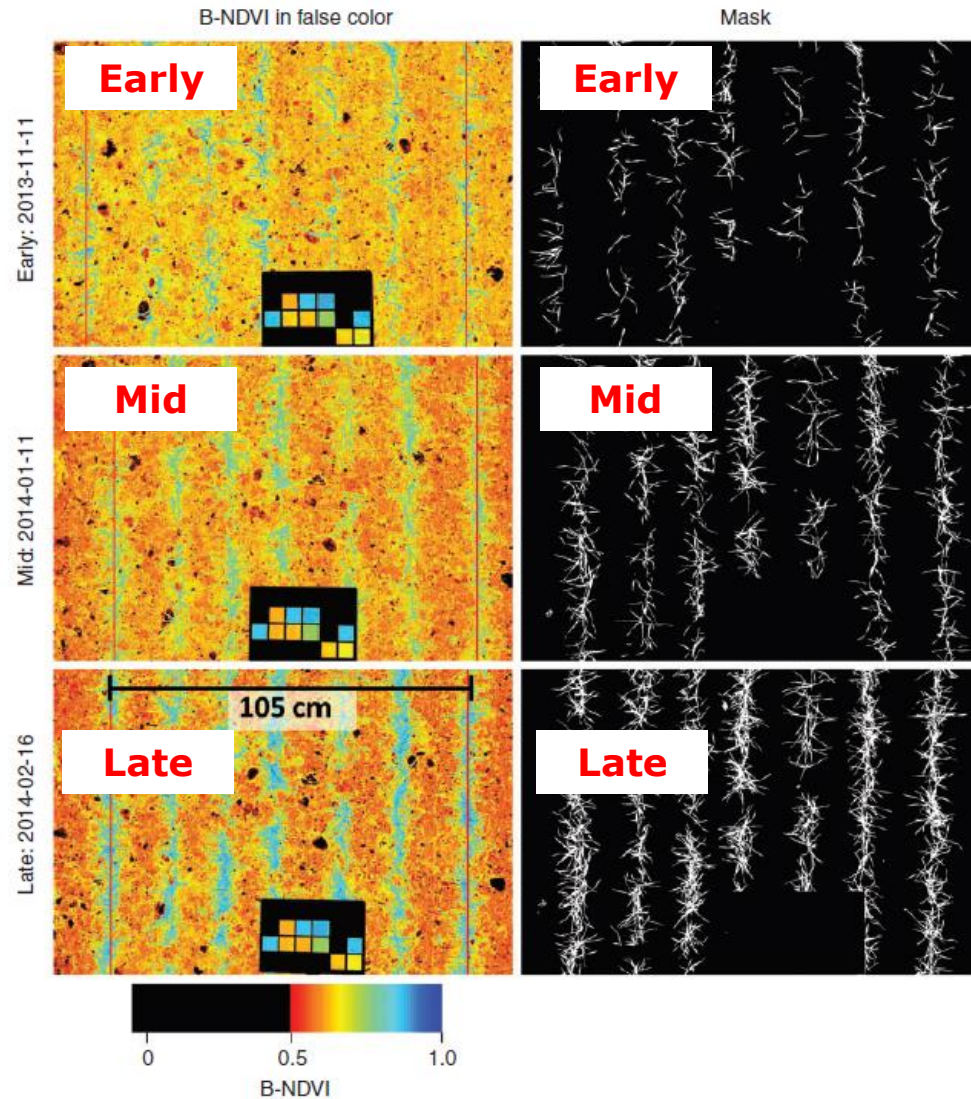 B-NDVI in false color
Mask
Early: 2013-11-11
Early
Early
Mid: 2014-01-11
Mid
Mid
Late: 2014-02-16
105 cm
Late
Late
0
0.5
1.0
B-NDVI